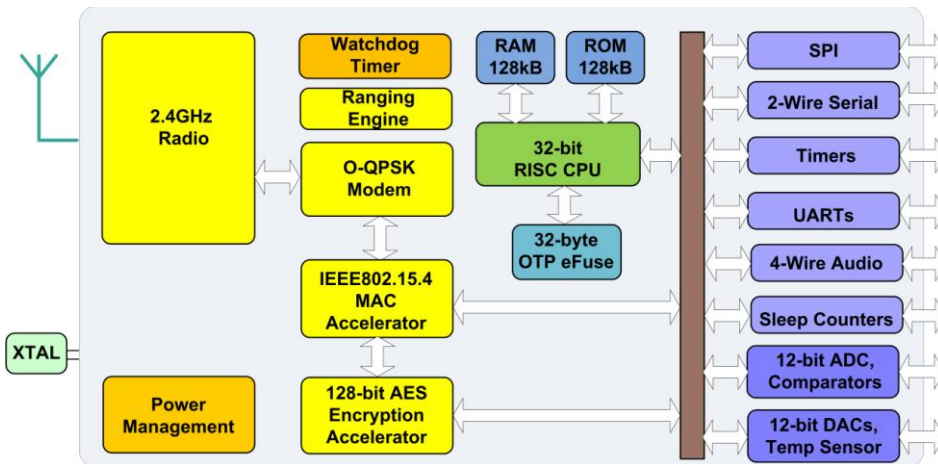 2.4GHz
Radio
Watchdog
Timer
Ranging
Engine
O-QPSK
Modem
IEEE802.15.4
MAC
Accelerator
128-bit AES
Encryption
Accelerator
XTAL
Power
Management
RAM
128kB
ROM
128kB
32-bit
RISC CPU
32-byte
OTP eFuse
SPI
2-Wire Serial
Timers
UARTs
4-Wire Audio
Sleep Counters
12-bit ADC,
Comparators
12-bit DACs,
Temp Sensor